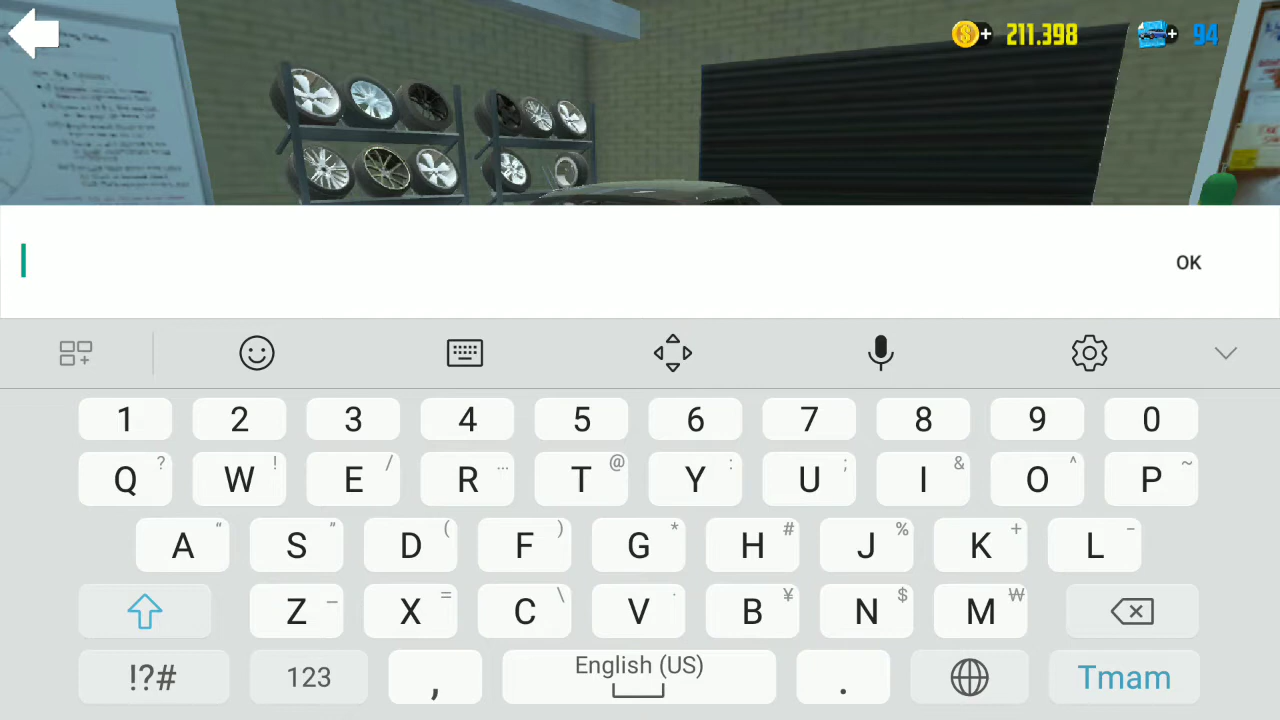 211.398 94
OK
1 2 3 4 5 6 7 8 9 0
Q ? W ! E / R ... T @ Y : U ; I & O ^ P ~
A “ S ” D ( F ) G * H # J % K + L -
Z _ X = C \ V · B ¥ N $ M ₩
!?# 123 , English (US) . Tmam